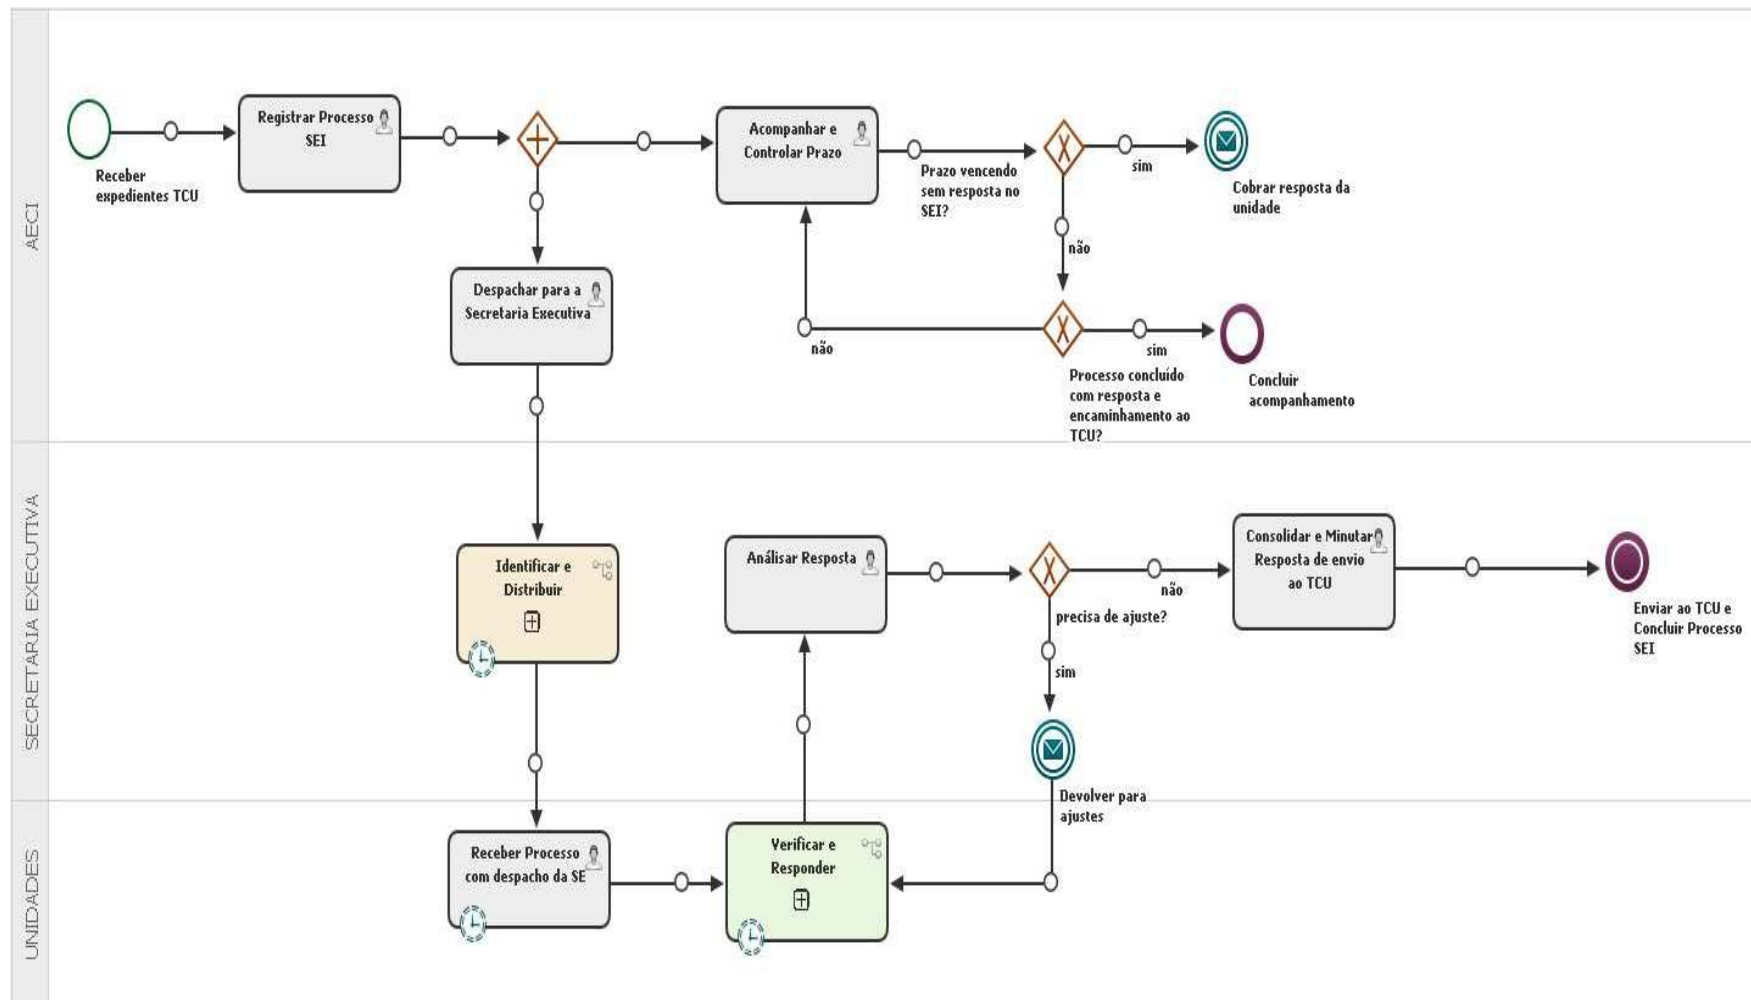 AECI
Receber
expedientes TCU
Registrar Processo
SEI
Despachar para a
Secretaria Executiva
Acompanhar e
Controlar Prazo
Prazo vencendo
sem resposta no
SEI?
sim
Cobrar resposta da
unidade
não
não
sim
Processo concluído
com resposta e
encaminhamento ao
TCU?
Concluir
acompanhamento
SECRETARIA EXECUTIVA
Identificar e
Distribuir
Análisar Resposta
precisa de ajuste?
não
sim
Consolidar e Minutar
Resposta de envio
ao TCU
Enviar ao TCU e
Concluir Processo
SEI
Devolver para
ajustes
UNIDADES
Receber Processo
com despacho da SE
Verificar e
Responder